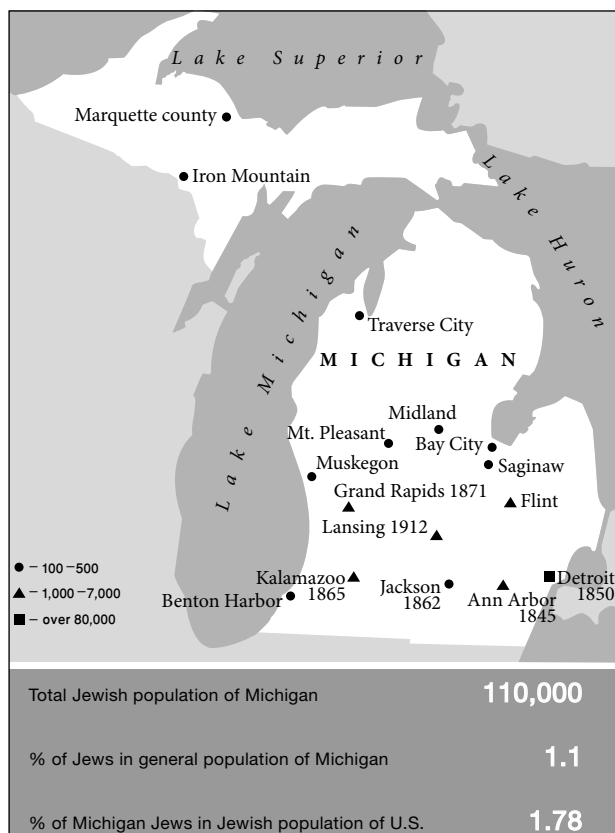 Lake Superior
Marquette county
Iron Mountain
Lake Huron
Lake Michigan
Traverse City
MICHIGAN
Midland
Mt. Pleasant
Bay City
Muskegon
Saginaw
Grand Rapids 1871
Flint
Lansing 1912
– 100 –500
– 1,000 –7,000
– over 80,000
Kalamazoo
1865
Benton Harbor
Jackson
1862
Ann Arbor
1845
Detroit
1850
Total Jewish population of Michigan 110,000
% of Jews in general population of Michigan 1.1
% of Michigan Jews in Jewish population of U.S. 1.78